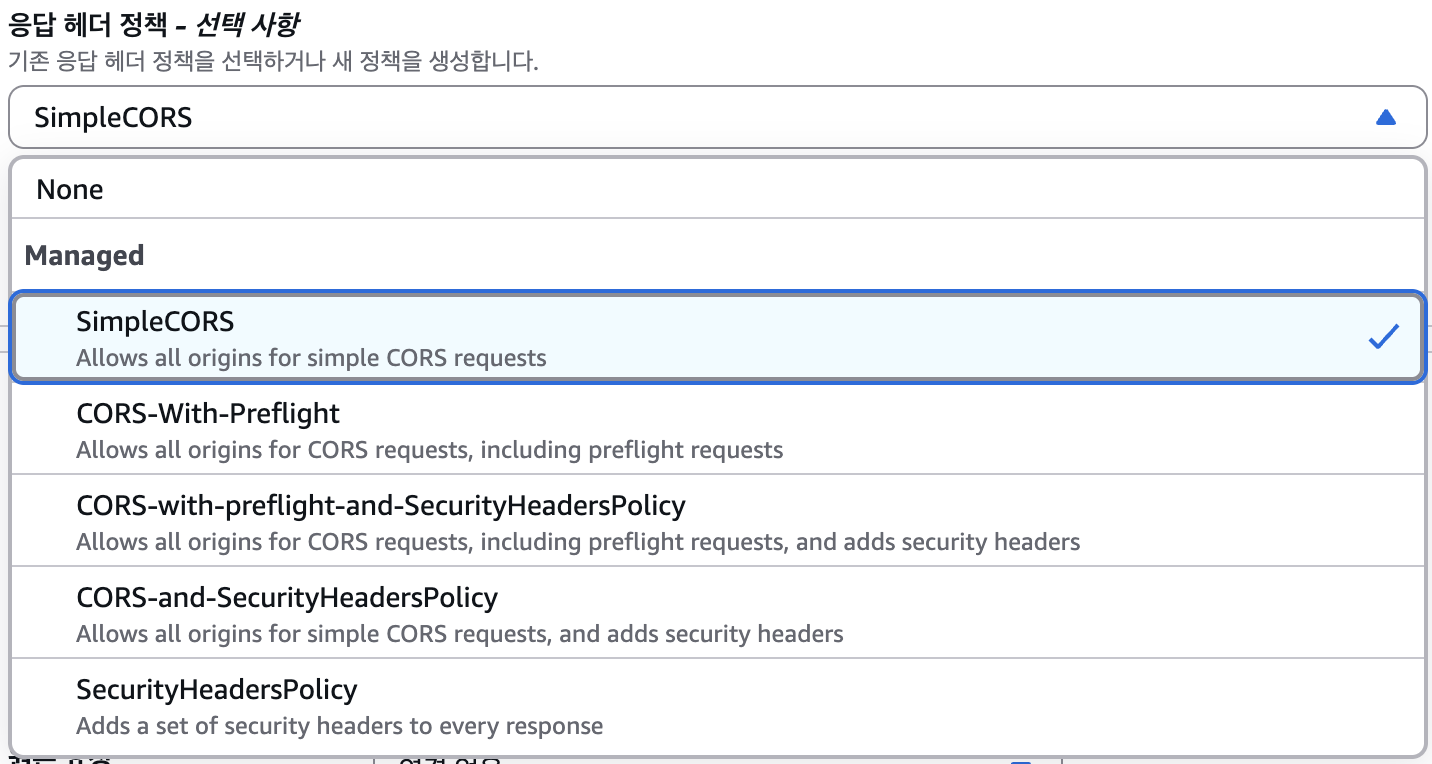 응답 헤더 정책 - 선택 사항
기존 응답 헤더 정책을 선택하거나 새 정책을 생성합니다.
SimpleCORS
None
Managed
SimpleCORS
Allows all origins for simple CORS requests
CORS-With-Preflight
Allows all origins for CORS requests, including preflight requests
CORS-with-preflight-and-SecurityHeadersPolicy
Allows all origins for CORS requests, including preflight requests, and adds security headers
CORS-and-SecurityHeadersPolicy
Allows all origins for simple CORS requests, and adds security headers
SecurityHeadersPolicy
Adds a set of security headers to every response